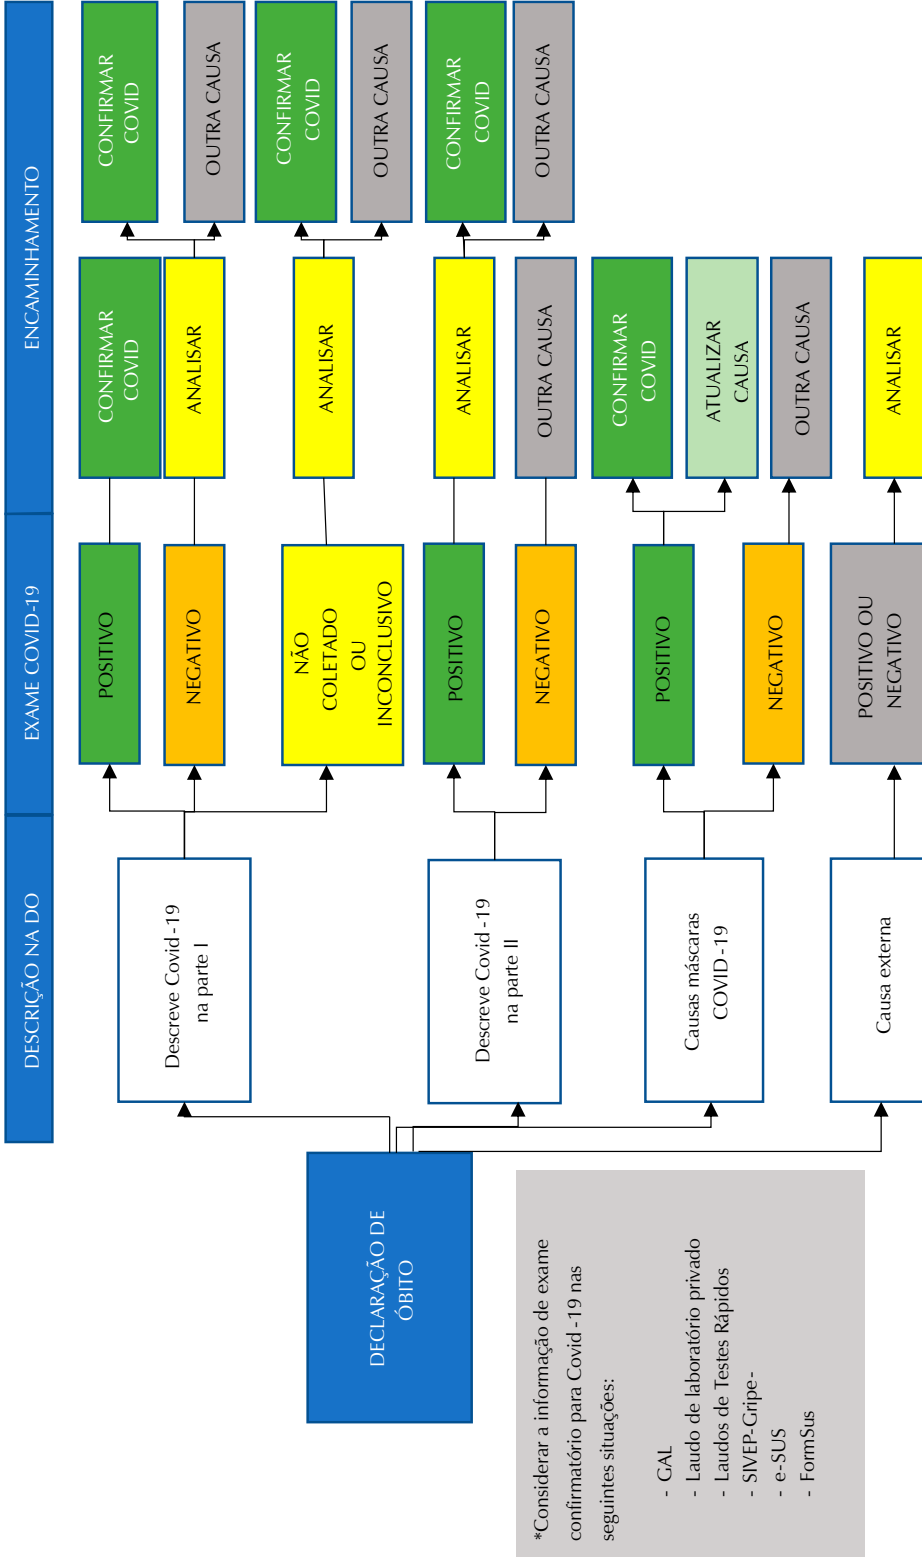 DESCRIÇÃO NA DO
EXAME COVID-19
ENCAMINHAMENTO
DECLARAÇÃO DE
ÓBITO
Descreve Covid -19
na parte I
POSITIVO
CONFIRMAR
COVID
CONFIRMAR
COVID
NEGATIVO
ANALISAR
OUTRA CAUSA
NÃO
COLETADO
OU
INCONCLUSIVO
ANALISAR
CONFIRMAR
COVID
OUTRA CAUSA
Descreve Covid -19
na parte II
POSITIVO
ANALISAR
CONFIRMAR
COVID
OUTRA CAUSA
NEGATIVO
OUTRA CAUSA
Causas máscaras
COVID-19
POSITIVO
CONFIRMAR
COVID
ATUALIZAR
CAUSA
NEGATIVO
OUTRA CAUSA
Causa externa
POSITIVO OU
NEGATIVO
ANALISAR
*Considerar a informação de exame
confirmatório para Covid -19 nas
seguintes situações:
- GAL
- Laudo de laboratório privado
- Laudos de Testes Rápidos
- SIVEP-Gripe-
- e-SUS
- FormSus